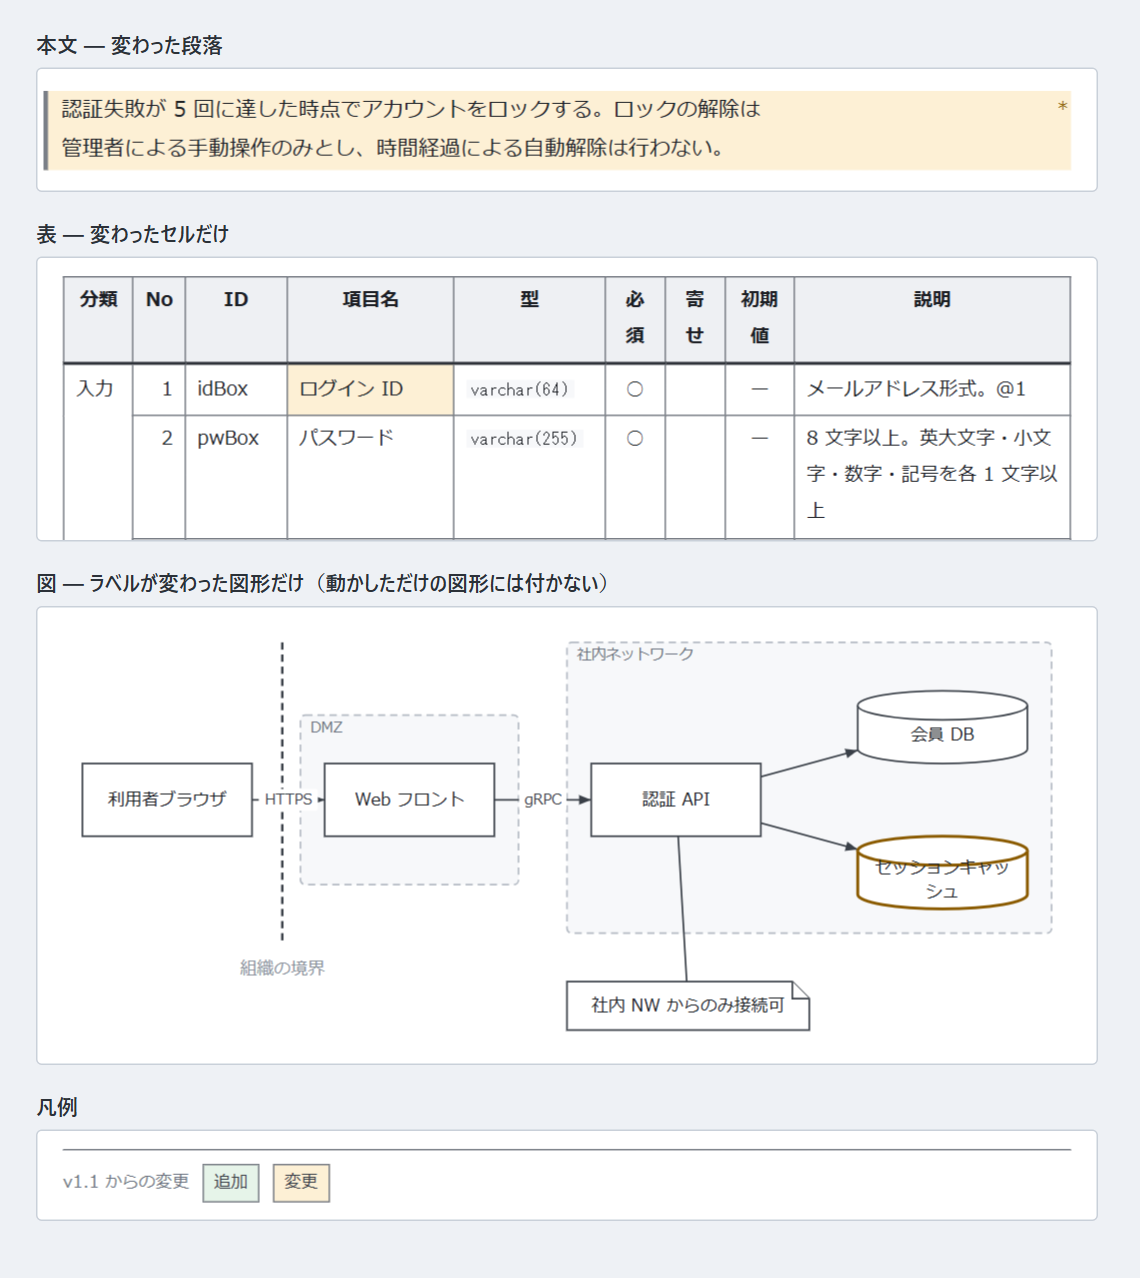 本文 — 変わった段落
認証失敗が 5 回に達した時点でアカウントをロックする。ロックの解除は
*
管理者による手動操作のみとし、時間経過による自動解除は行わない。
表 — 変わったセルだけ
分類 No ID 項目名 型 必須 寄せ 初期値 説明
入力 1 idBox ログイン ID varchar(64) ○ — メールアドレス形式。@1
2 pwBox パスワード varchar(255) ○ — 8 文字以上。英大文字・小文
字・数字・記号を各 1 文字以
上
図 — ラベルが変わった図形だけ（動かしただけの図形には付かない）
社内ネットワーク
DMZ
会員 DB
利用者ブラウザ
HTTPS
Web フロント
gRPC
認証 API
セッションキャッ
シュ
組織の境界
社内 NW からのみ接続可
凡例
v1.1 からの変更 追加 変更